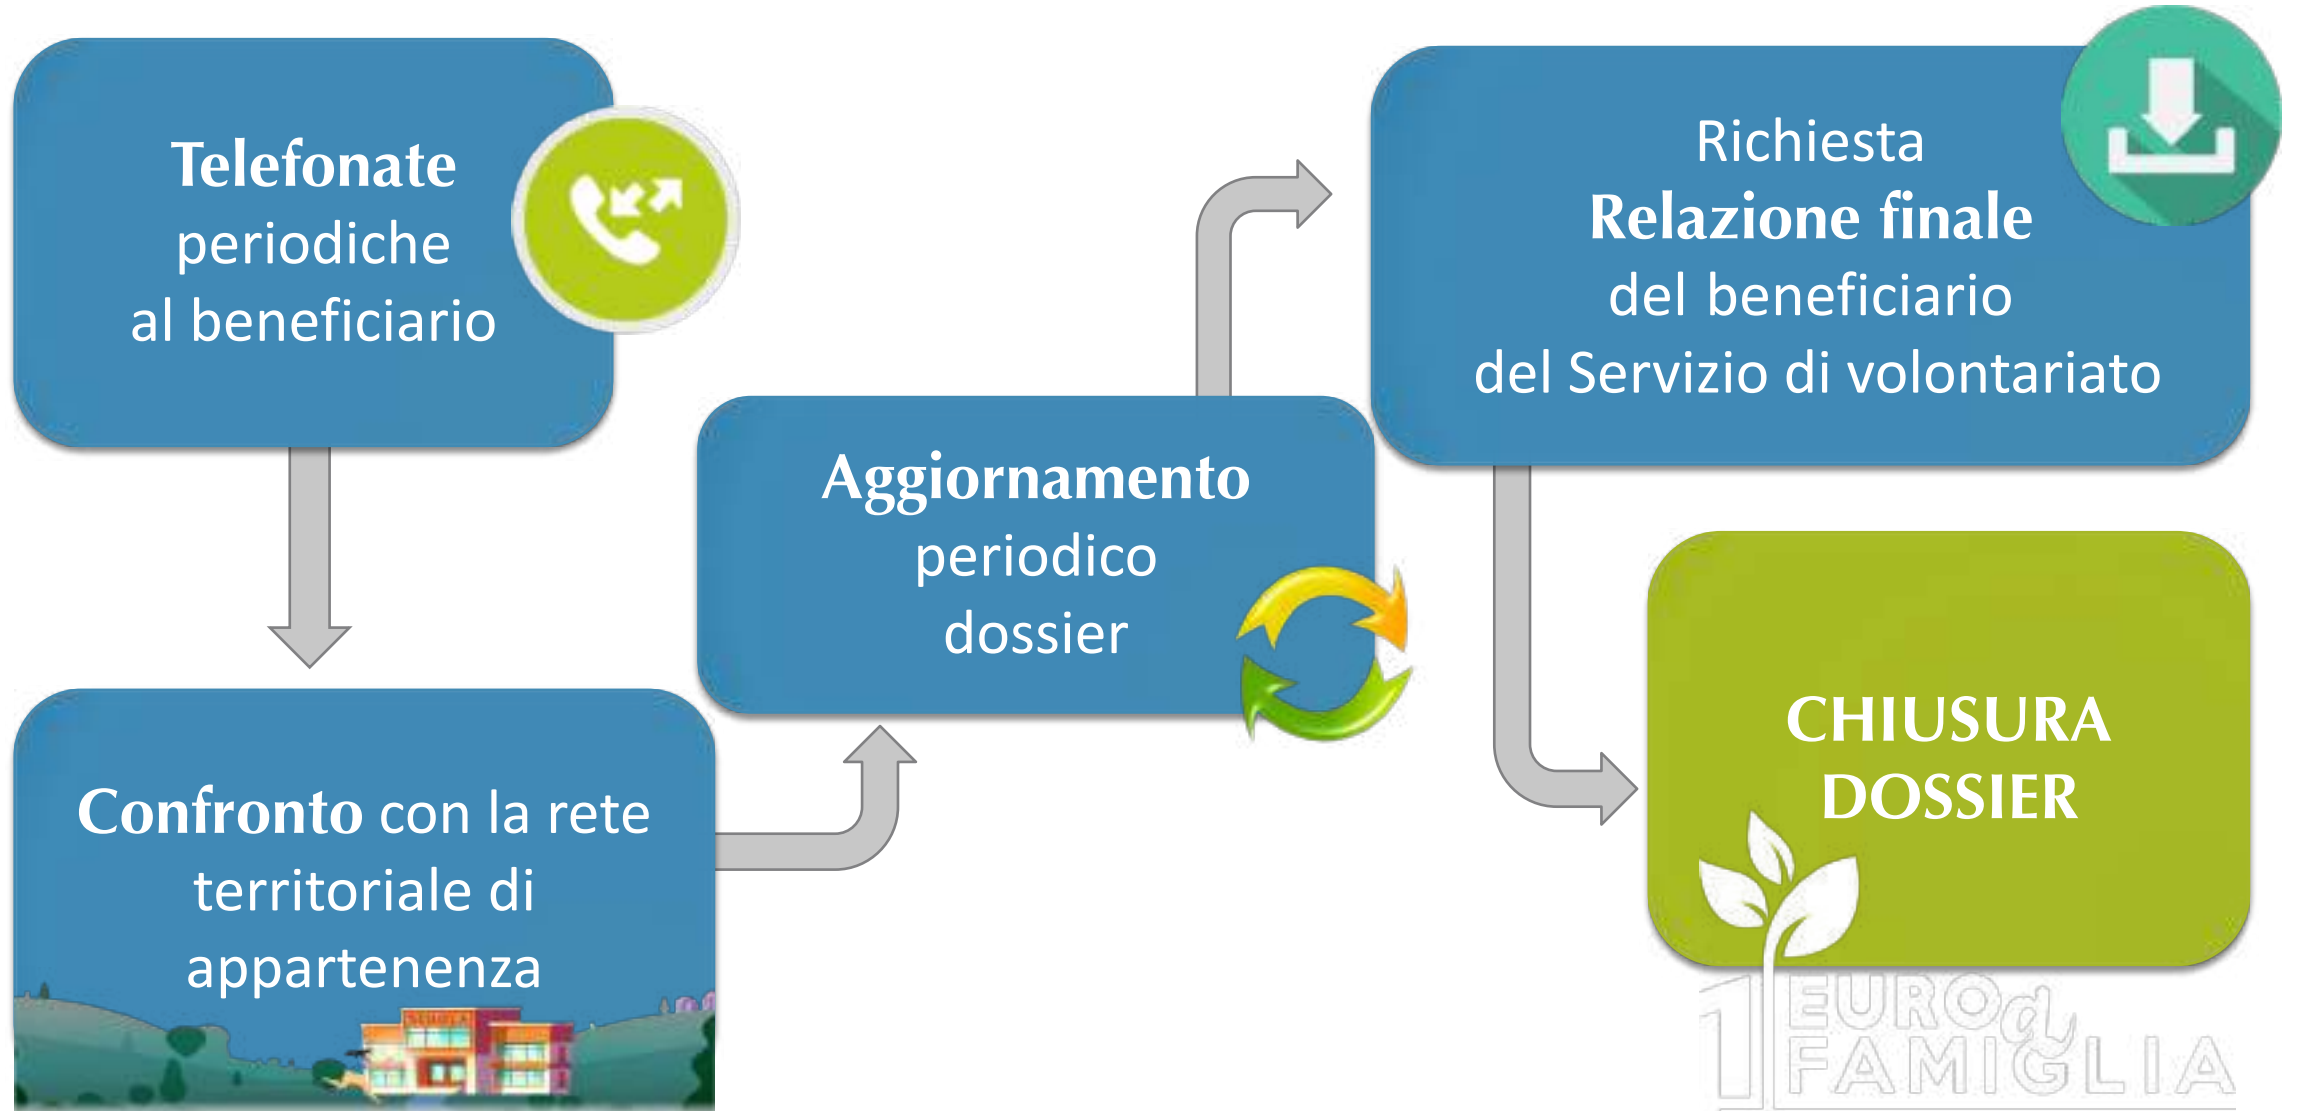 Telefonate
periodiche
al beneficiario
Confronto con la rete
territoriale di
appartenenza
SCUOLA
Aggiornamento
periodico
dossier
Richiesta
Relazione finale
del beneficiario
del Servizio di volontariato
CHIUSURA
DOSSIER
1 EURO a
FAMIGLIA